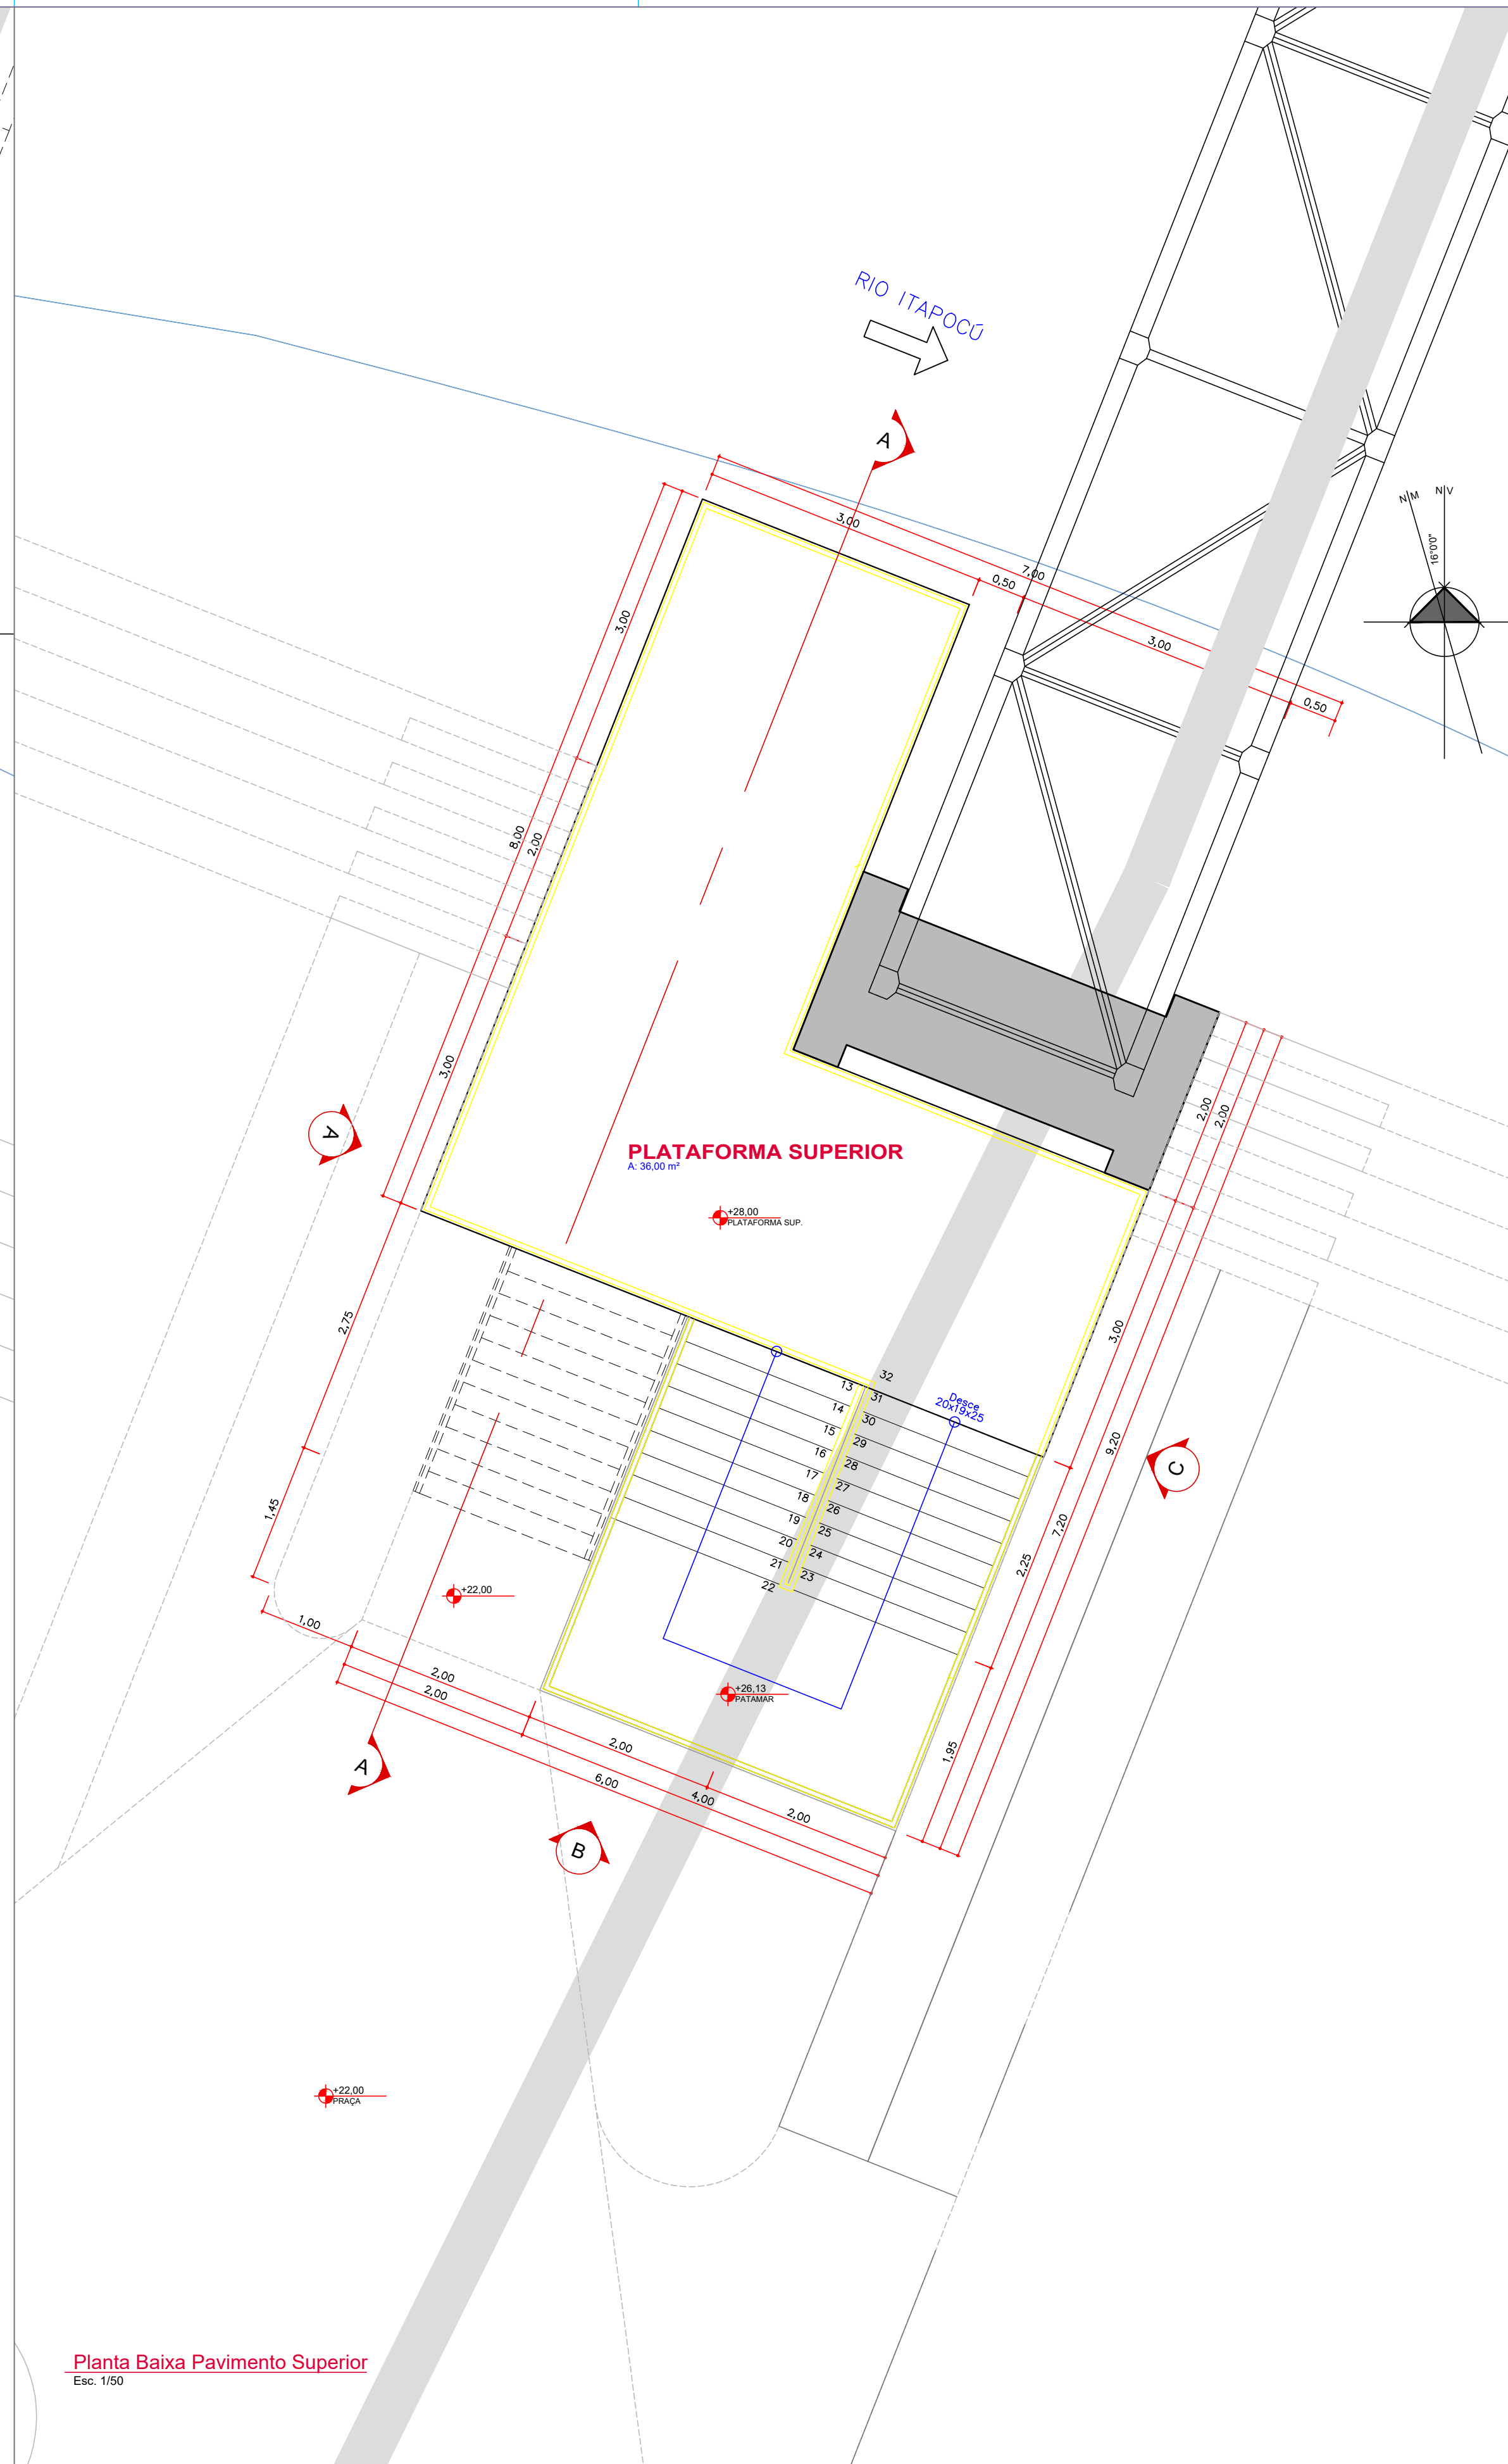 RIO ITAPOCÚ
A
3,00
7,00
0,50
3,00
0,50
N M
N V
16°0'0"
3,00
8,00
2,00
3,00
A
2,00
2,00
PLATAFORMA SUPERIOR
A: 36,00 m²
+28,00
PLATAFORMA SUP.
2,75
3,00
32
13
31
14
30
15
29
16
28
17
27
18
26
19
25
20
24
21
23
22
Desce
20x19x25
9,20
C
7,20
2,25
1,45
+22,00
1,00
2,00
2,00
+26,13
PATAMAR
2,00
1,95
A
6,00
4,00
2,00
B
+22,00
PRAÇA
Planta Baixa Pavimento Superior
Esc. 1/50